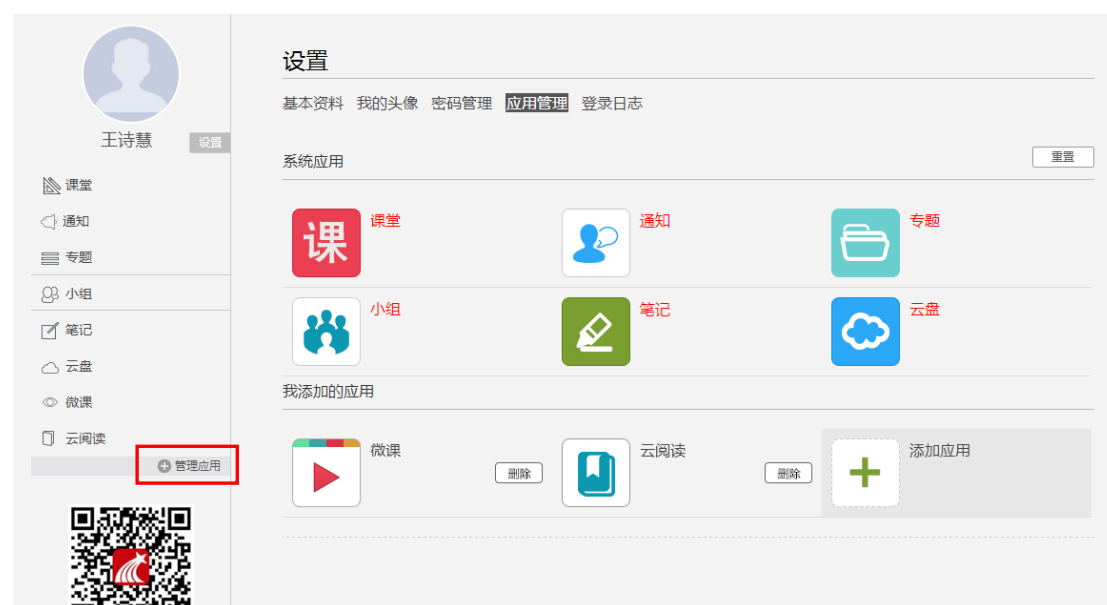 王诗慧
设置
课堂
通知
专题
小组
笔记
云盘
微课
云阅读
管理应用
设置
基本资料 我的头像 密码管理 应用管理 登录日志
系统应用
重置
课 课堂
通知
专题
小组
笔记
云盘
我添加的应用
微课
删除
云阅读
删除
添加应用